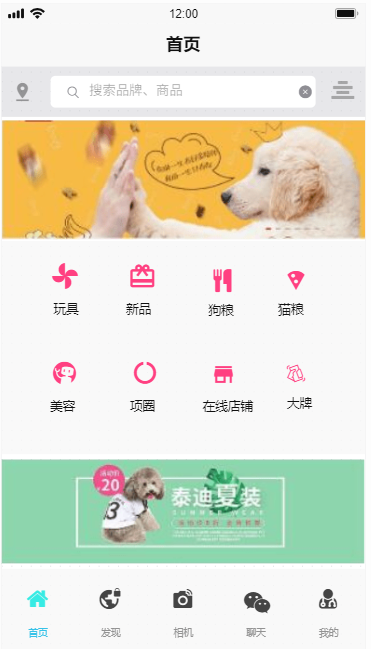 12:00
首页
搜索品牌、商品
玩具
新品
狗粮
猫粮
美容
项圈
在线店铺
大牌
20
泰迪夏装
SUMMER WEAR
3
首页
发现
相机
聊天
我的